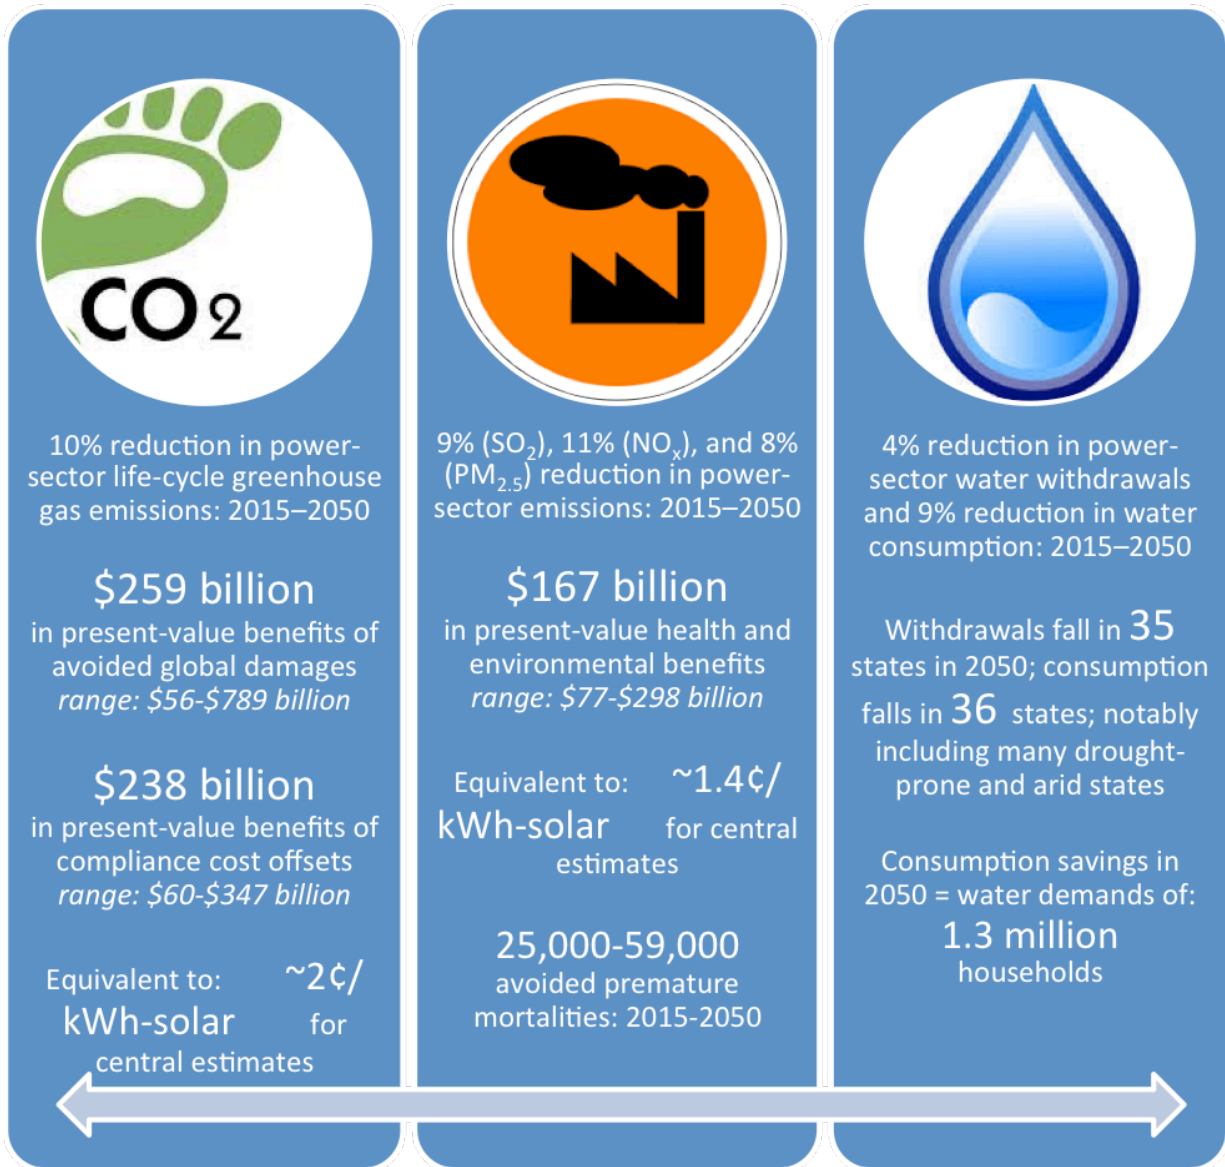 CO2
10% reduction in power-
sector life-cycle greenhouse
gas emissions: 2015–2050
$259 billion
in present-value benefits of
avoided global damages
range: $56-$789 billion
$238 billion
in present-value benefits of
compliance cost offsets
range: $60-$347 billion
Equivalent to: ~2¢/
kWh-solar for
central estimates
9% (SO₂), 11% (NOₓ), and 8%
(PM₂.₅) reduction in power-
sector emissions: 2015–2050
$167 billion
in present-value health and
environmental benefits
range: $77-$298 billion
Equivalent to: ~1.4¢/
kWh-solar for central
estimates
25,000-59,000
avoided premature
mortalities: 2015-2050
4% reduction in power-
sector water withdrawals
and 9% reduction in water
consumption: 2015–2050
Withdrawals fall in 35
states in 2050; consumption
falls in 36 states; notably
including many drought-
prone and arid states
Consumption savings in
2050 = water demands of:
1.3 million
households